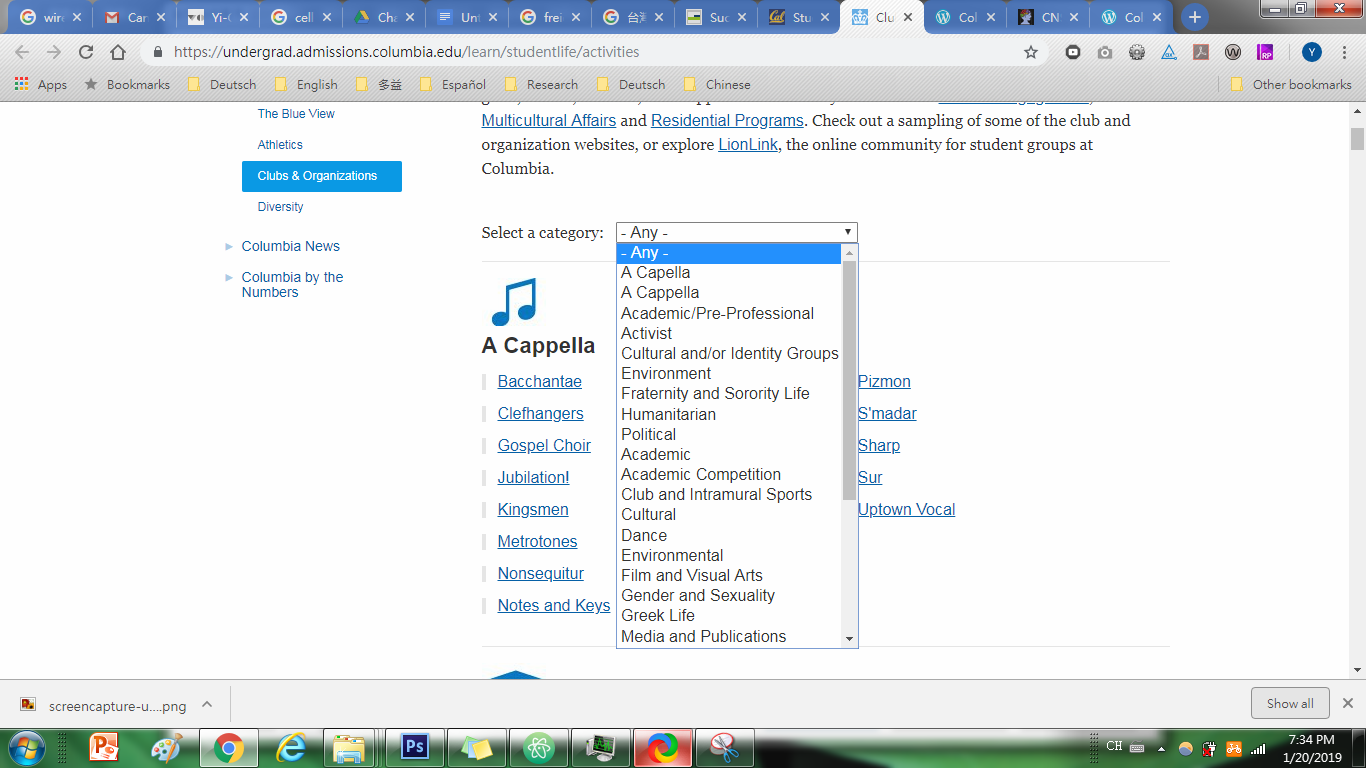 wire
Car
Yi-C
cell
Cha
Unt
frei
台灣
Suc
Cal
Stu
Clu
Col
CN
Col
https://undergrad.admissions.columbia.edu/learn/studentlife/activities
RP
Y
Apps
Bookmarks
Deutsch
English
多益
Español
Research
Deutsch
Chinese
Other bookmarks
The Blue View
Athletics
Clubs & Organizations
Diversity
Columbia News
Columbia by the
Numbers
Multicultural Affairs and Residential Programs. Check out a sampling of some of the club and
organization websites, or explore LionLink, the online community for student groups at
Columbia.
Select a category:
- Any -
- Any -
A Capella
A Cappella
Academic/Pre-Professional
Activist
Cultural and/or Identity Groups
Environment
Fraternity and Sorority Life
Humanitarian
Political
Academic
Academic Competition
Club and Intramural Sports
Cultural
Dance
Environmental
Film and Visual Arts
Gender and Sexuality
Greek Life
Media and Publications
A Cappella
Bacchantae
Clefhangers
Gospel Choir
Jubilation!
Kingsmen
Metrotones
Nonsequitur
Notes and Keys
Pizmon
S'madar
Sharp
Sur
Uptown Vocal
screencapture-u....png
Show all
Ps
CH
7:34 PM
1/20/2019